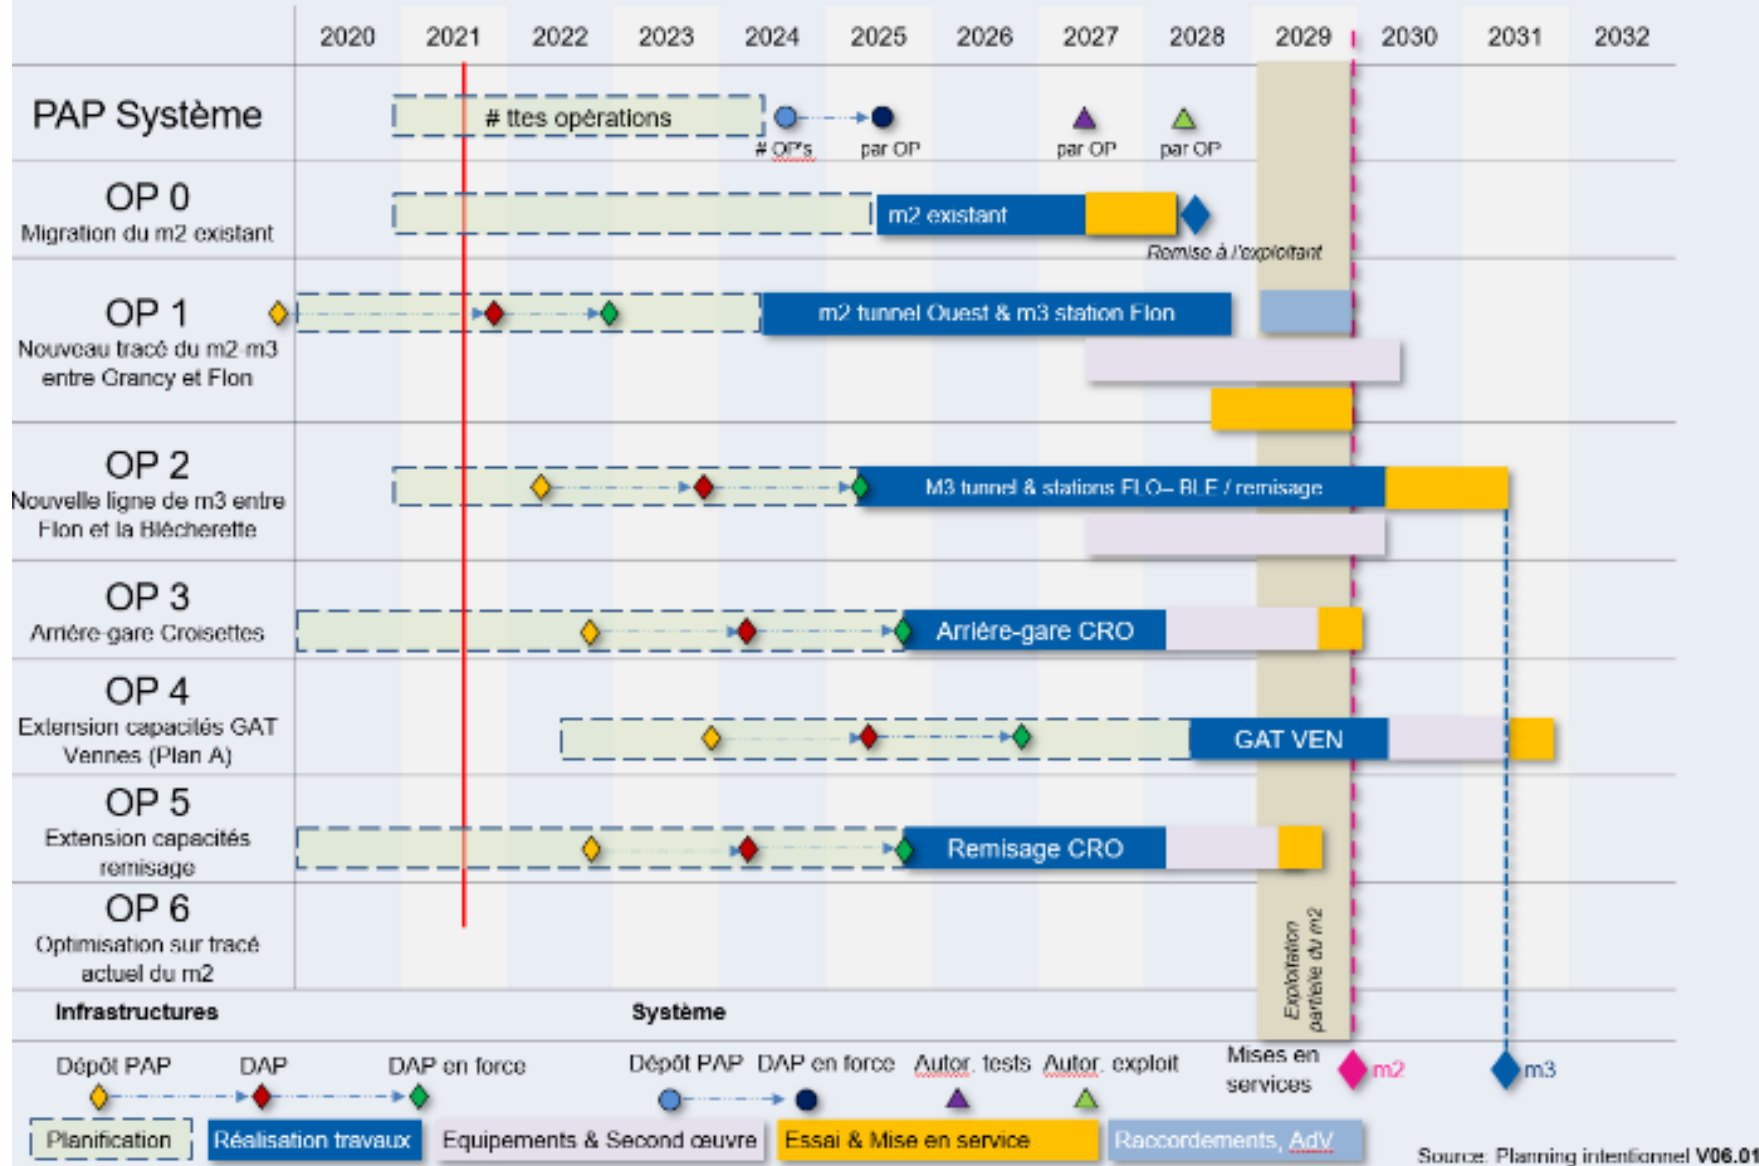 2020 2021 2022 2023 2024 2025 2026 2027 2028 2029 2030 2031 2032
PAP Système
# ttes opérations
# OP's
par OP
par OP
par OP
OP 0
Migration du m2 existant
m2 existant
Remise à l'exploitant
OP 1
Nouveau tracé du m2-m3
entre Grancy et Flon
m2 tunnel Ouest & m3 station Flon
OP 2
Nouvelle ligne de m3 entre
Flon et la Blécherette
M3 tunnel & stations FLO– BLE / remisage
OP 3
Arrière-gare Croisettes
Arrière-gare CRO
OP 4
Extension capacités GAT
Vennes (Plan A)
GAT VEN
OP 5
Extension capacités
remisage
Remisage CRO
OP 6
Optimisation sur tracé
actuel du m2
Exploitation
partielle du m2
Infrastructures
Système
Dépôt PAP
DAP
DAP en force
Dépôt PAP
DAP en force
Autor. tests
Autor. exploit
Mises en
services
m2
m3
Planification
Réalisation travaux
Equipements & Second œuvre
Essai & Mise en service
Raccordements, AdV
Source: Planning intentionnel V06.01